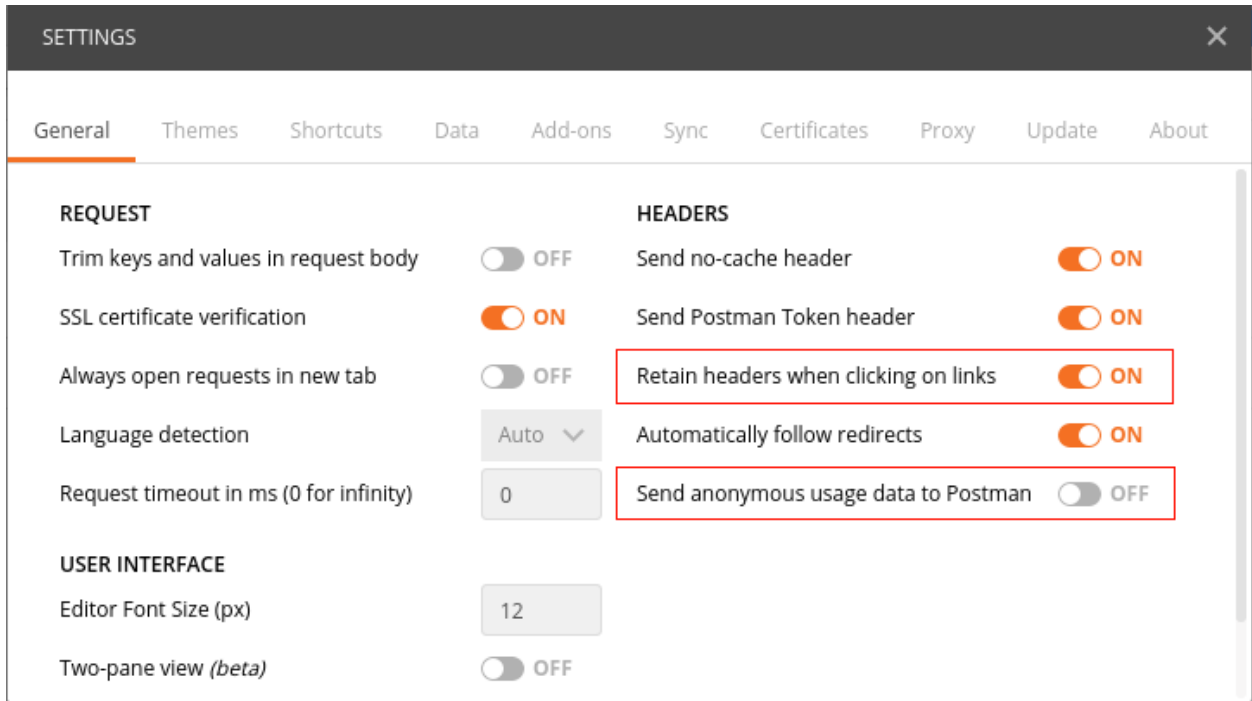 SETTINGS
General Themes Shortcuts Data Add-ons Sync Certificates Proxy Update About
REQUEST
Trim keys and values in request body OFF
SSL certificate verification ON
Always open requests in new tab OFF
Language detection Auto
Request timeout in ms (0 for infinity) 0
USER INTERFACE
Editor Font Size (px) 12
Two-pane view (beta) OFF
HEADERS
Send no-cache header ON
Send Postman Token header ON
Retain headers when clicking on links ON
Automatically follow redirects ON
Send anonymous usage data to Postman OFF